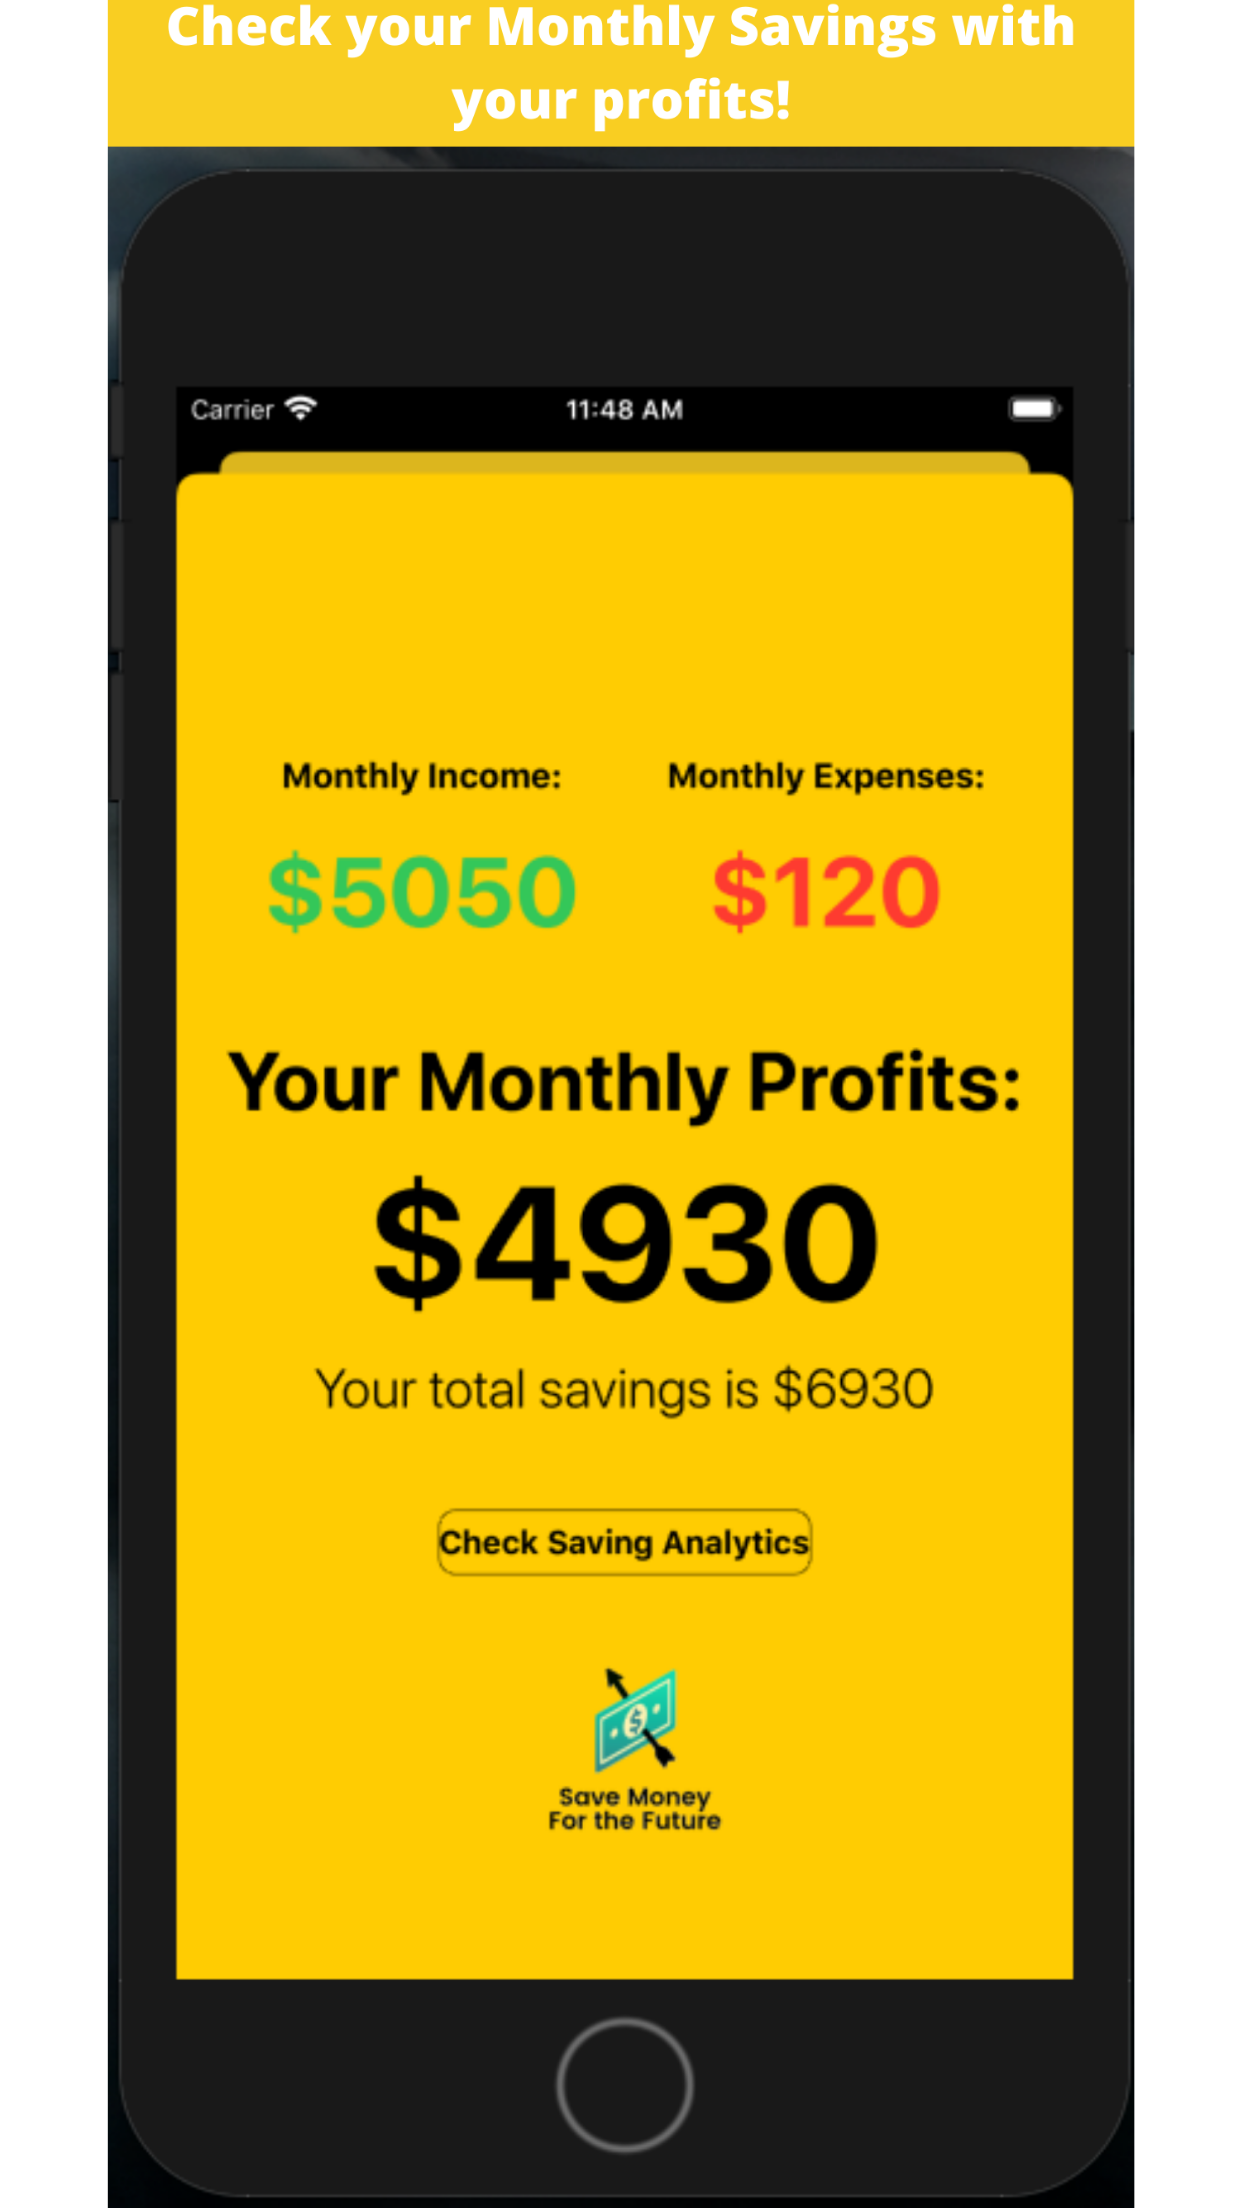 Check your Monthly Savings with
your profits!
Carrier
11:48 AM
Monthly Income:
Monthly Expenses:
$5050
$120
Your Monthly Profits:
$4930
Your total savings is $6930
Check Saving Analytics
$
Save Money
For the Future